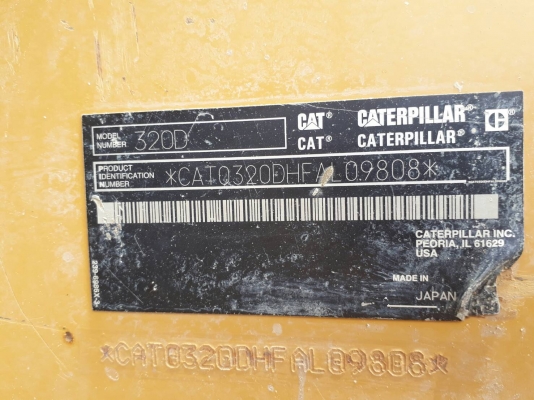 MODEL NUMBER 320D
CAT® CATERPILLAR®
CAT® CATERPILLAR®
C
PRODUCT IDENTIFICATION NUMBER *CAT0320DHFAL09808*
CATERPILLAR INC.
PEORIA, IL 61629
USA
MADE IN
JAPAN
*CAT0320DHFAL09808*